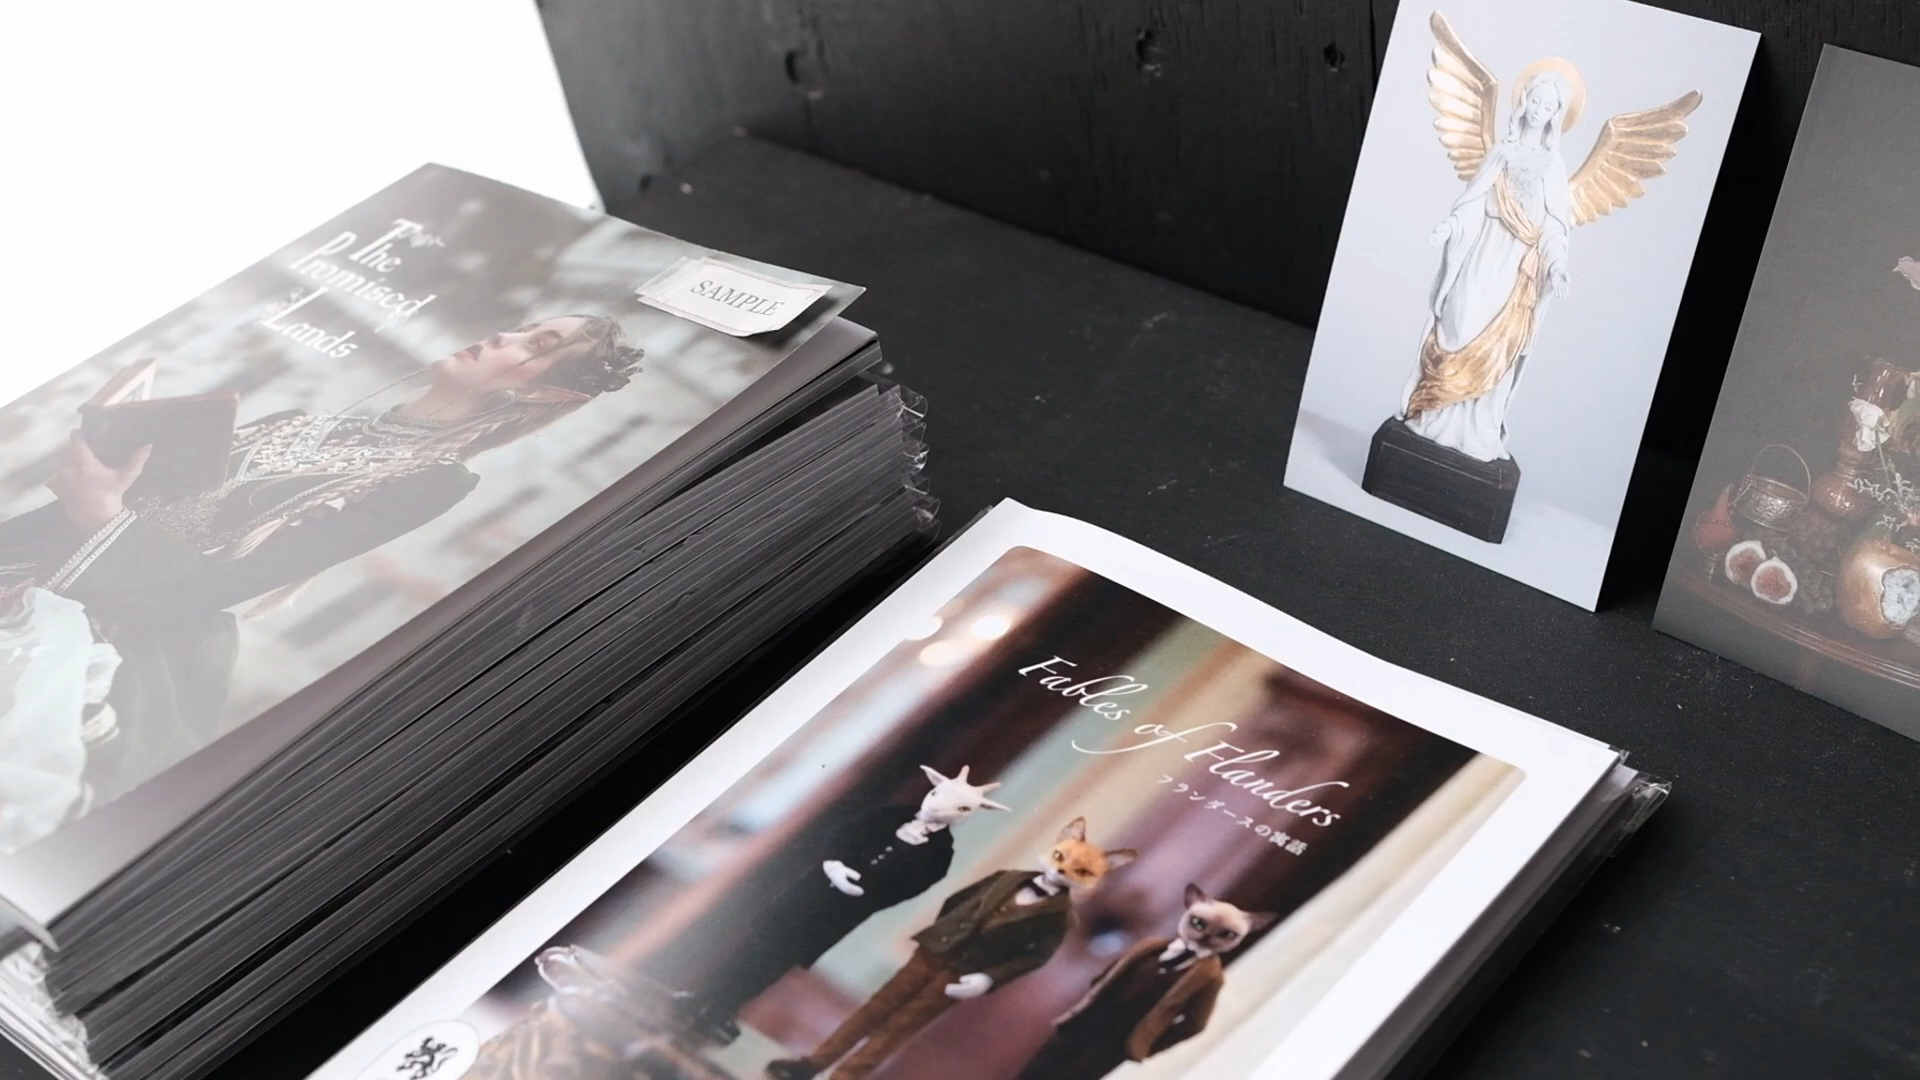 The
Promised
Lands
SAMPLE
Fables of Flanders
フランダースの寓話